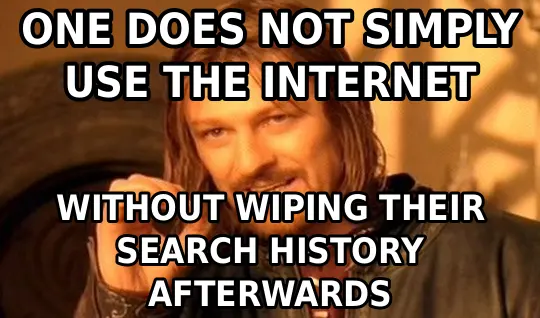 ONE DOES NOT SIMPLY
USE THE INTERNET
WITHOUT WIPING THEIR
SEARCH HISTORY
AFTERWARDS